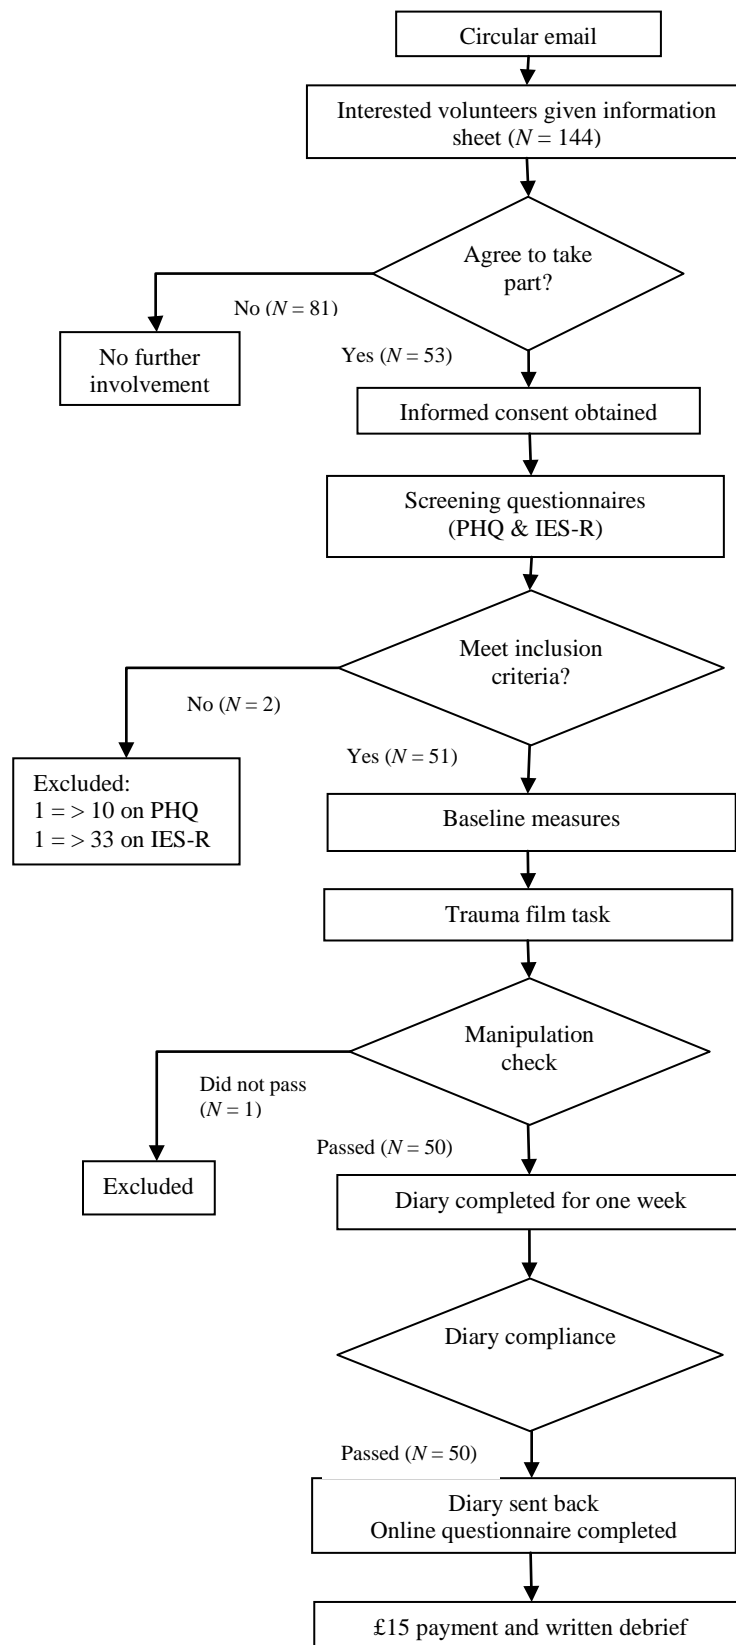 Circular email
Interested volunteers given information
sheet (N = 144)
Agree to take
part?
No (N = 81)
No further
involvement
Yes (N = 53)
Informed consent obtained
Screening questionnaires
(PHQ & IES-R)
Meet inclusion
criteria?
No (N = 2)
Excluded:
1 = > 10 on PHQ
1 = > 33 on IES-R
Yes (N = 51)
Baseline measures
Trauma film task
Manipulation
check
Did not pass
(N = 1)
Excluded
Passed (N = 50)
Diary completed for one week
Diary compliance
Passed (N = 50)
Diary sent back
Online questionnaire completed
£15 payment and written debrief